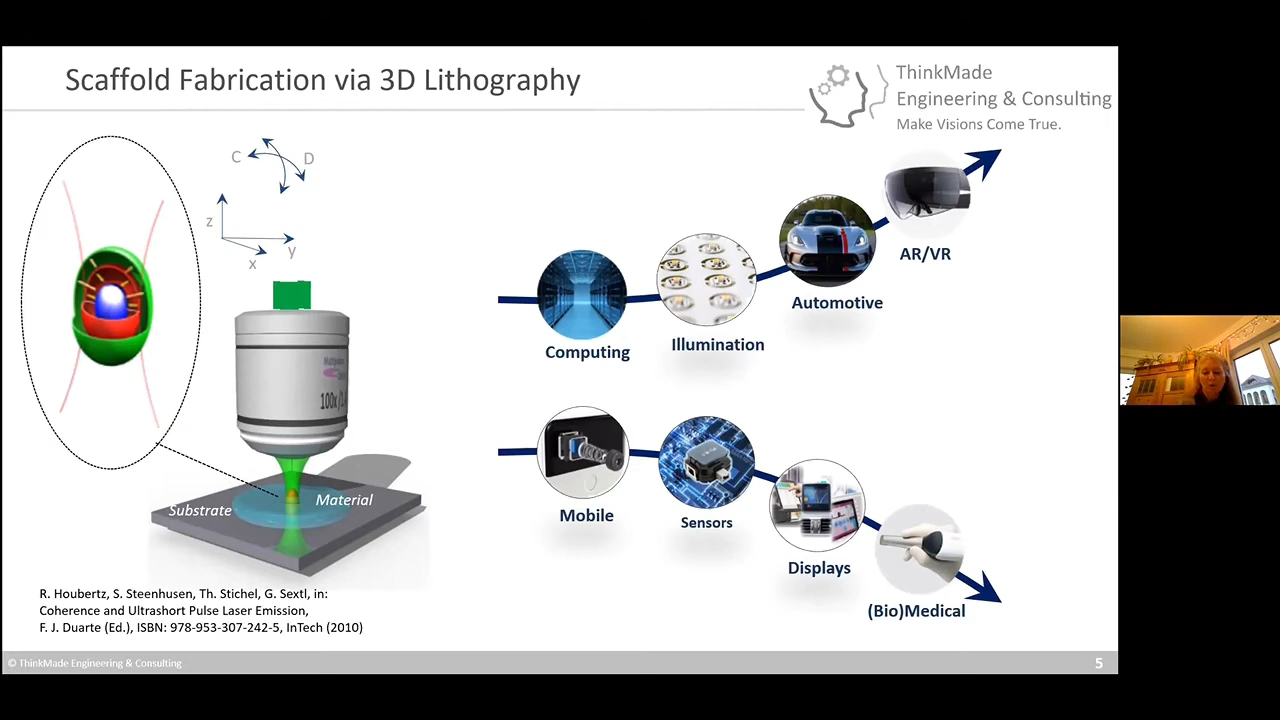 Scaffold Fabrication via 3D Lithography
ThinkMade
Engineering & Consulting
Make Visions Come True.
C
D
z
y
x
100x
Substrate
Material
Computing
Illumination
Automotive
AR/VR
Mobile
Sensors
Displays
(Bio)Medical
R. Houbertz, S. Steenhusen, Th. Stichel, G. Sextl, in:
Coherence and Ultrashort Pulse Laser Emission,
F. J. Duarte (Ed.), ISBN: 978-953-307-242-5, InTech (2010)
© ThinkMade Engineering & Consulting
5